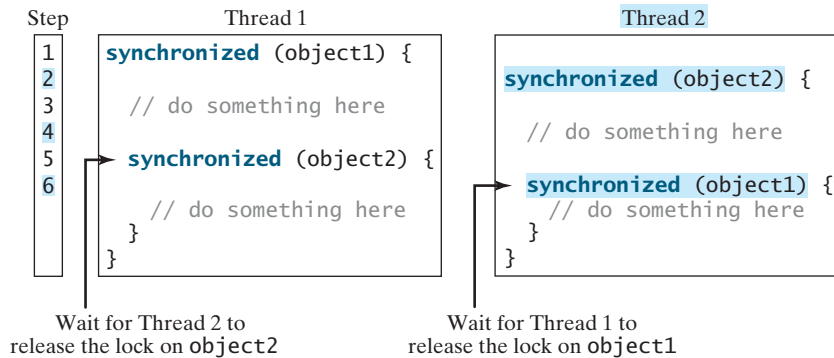 Step
Thread 1
Thread 2
1
2
3
4
5
6
synchronized (object1) {
// do something here
synchronized (object2) {
// do something here
}
}
synchronized (object2) {
// do something here
synchronized (object1) {
// do something here
}
}
Wait for Thread 2 to
release the lock on object2
Wait for Thread 1 to
release the lock on object1